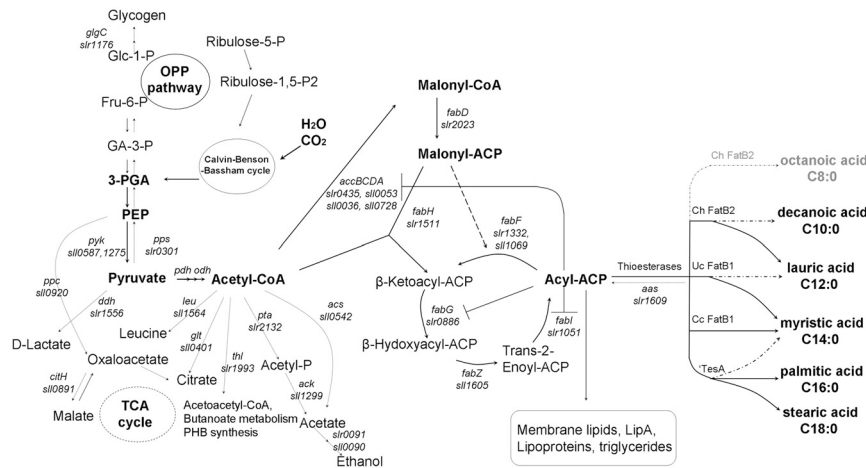 Glycogen
glgC
slr1176
Glc-1-P
OPP
pathway
Fru-6-P
GA-3-P
3-PGA
PEP
pyk
sll0587,1275
pps
slr0301
Pyruvate
pdh odh
Acetyl-CoA
Ribulose-5-P
Ribulose-1,5-P2
H2O
CO2
Calvin-Benson
-Bassham cycle
ppc
sll0920
ddh
slr1556
D-Lactate
Oxaloacetate
citH
sll0891
Malate
TCA
cycle
leu
sll1564
Leucine
glt
sll0401
Citrate
thl
slr1993
Acetoacetyl-CoA,
Butanoate metabolism
PHB synthesis
pta
slr2132
Acetyl-P
ack
sll1299
acs
sll0542
Acetate
slr0091
sll0090
Ethanol
Malonyl-CoA
fabD
slr2023
Malonyl-ACP
accBCDA
slr0435, sll0053
sll0036, sll0728
fabH
slr1511
fabF
slr1332,
sll1069
β-Ketoacyl-ACP
fabG
slr0886
β-Hydoxyacyl-ACP
fabZ
sll1605
Trans-2-
Enoyl-ACP
fabI
slr1051
Acyl-ACP
Membrane lipids, LipA,
Lipoproteins, triglycerides
Thioesterases
aas
slr1609
Ch FatB2
octanoic acid
C8:0
Ch FatB2
decanoic acid
C10:0
Uc FatB1
lauric acid
C12:0
Cc FatB1
myristic acid
C14:0
'TesA
palmitic acid
C16:0
stearic acid
C18:0